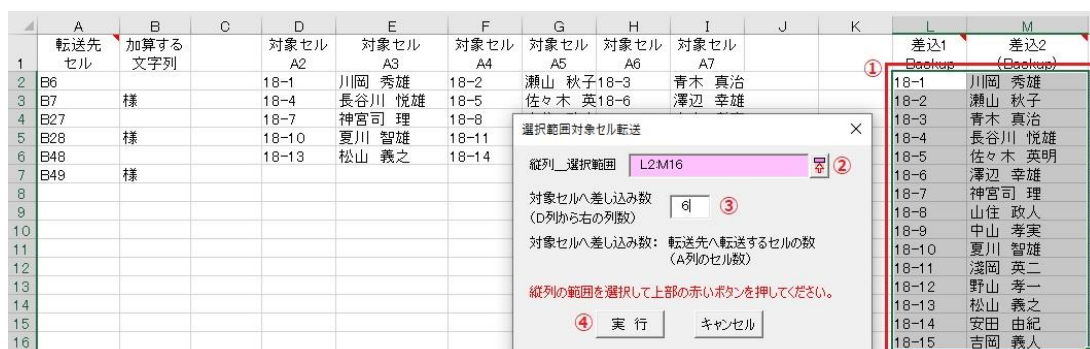 A B C D E F G H I J K L M
転送先 加算する 対象セル 対象セル 対象セル 対象セル 対象セル 対象セル 差込1 差込2
1 セル 文字列 A2 A3 A4 A5 A6 A7 ① Backup (Backup)
2 B6 18-1 川岡 秀雄 18-2 瀬山 秋子 18-3 青木 真治 18-1 川岡 秀雄
3 B7 様 18-4 長谷川 悦雄 18-5 佐々木 英 18-6 澤辺 幸雄 18-2 瀬山 秋子
4 B27 18-7 神宮司 理 18-8 18-3 青木 真治
5 B28 様 18-10 夏川 智雄 18-11 18-4 長谷川 悦雄
6 B48 18-13 松山 義之 18-14 18-5 佐々木 英明
7 B49 様 18-6 澤辺 幸雄
8 18-7 神宮司 理
9 18-8 山住 政人
10 18-9 中山 孝実
11 18-10 夏川 智雄
12 18-11 淺岡 英二
13 18-12 野山 孝一
14 18-13 松山 義之
15 18-14 安田 由紀
16 18-15 吉岡 義人
選択範囲対象セル転送 ×
縦列__選択範囲 L2:M16 ②
対象セルへ差し込み数 6 ③
(D列から右の列数)
対象セルへ差し込み数: 転送先へ転送するセルの数
(A列のセル数)
縦列の範囲を選択して上部の赤いボタンを押してください。
④ 実 行 キャンセル